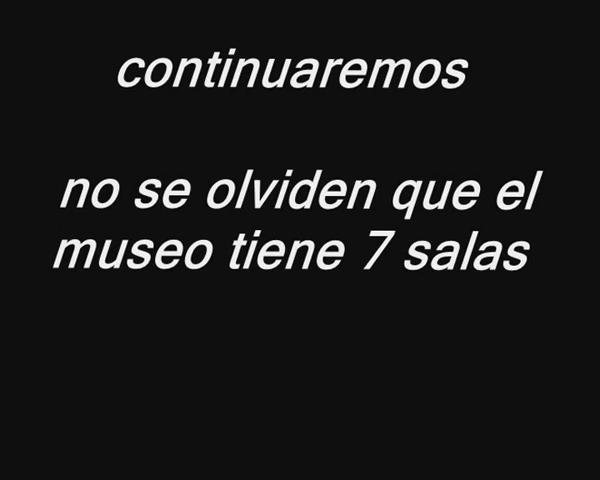 continuaremos
no se olviden que el
museo tiene 7 salas